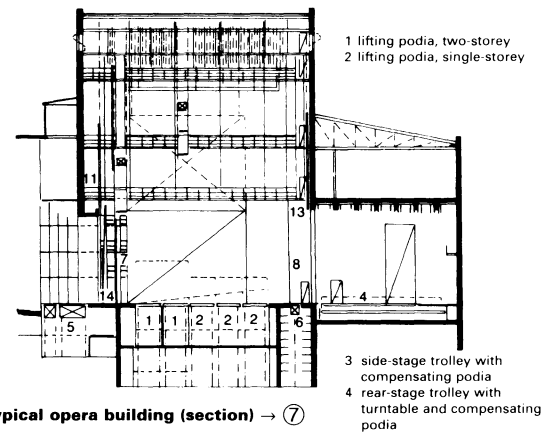 1 lifting podia, two-storey
2 lifting podia, single-storey
11
13
7
8
14
4
5
1 1 2 2 2
6
3 side-stage trolley with
compensating podia
4 rear-stage trolley with
turntable and compensating
podia
ypical opera building (section) → 7